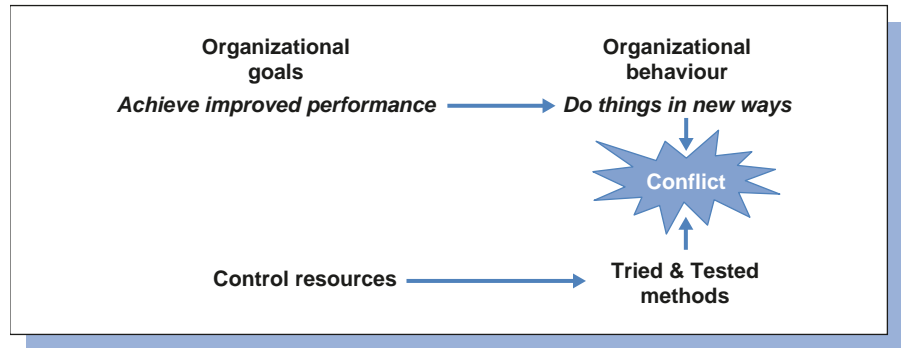 Organizational
goals
Organizational
behaviour
Achieve improved performance
Do things in new ways
Conflict
Control resources
Tried & Tested
methods